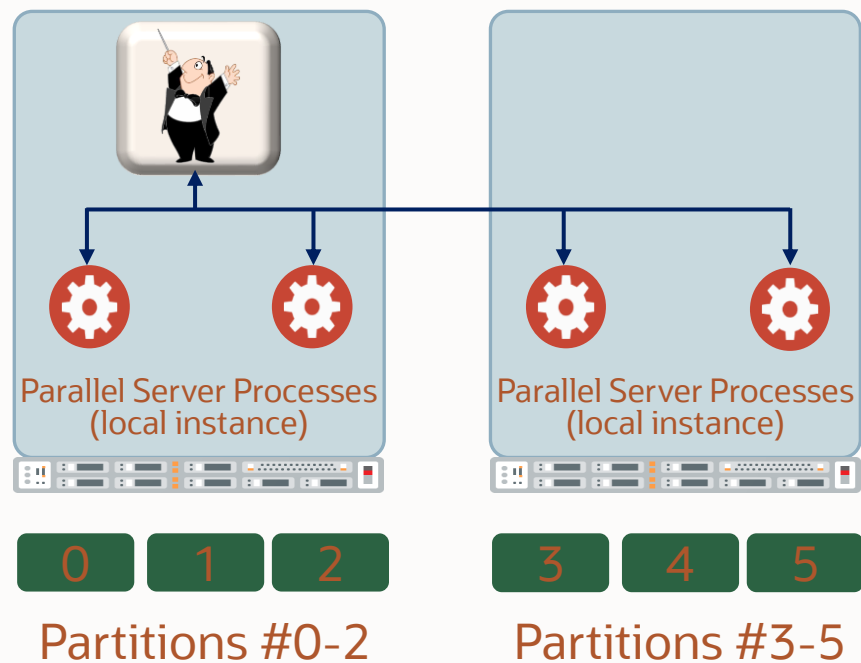 Parallel Server Processes
(local instance)
Parallel Server Processes
(local instance)
0 1 2 3 4 5
Partitions #0-2 Partitions #3-5